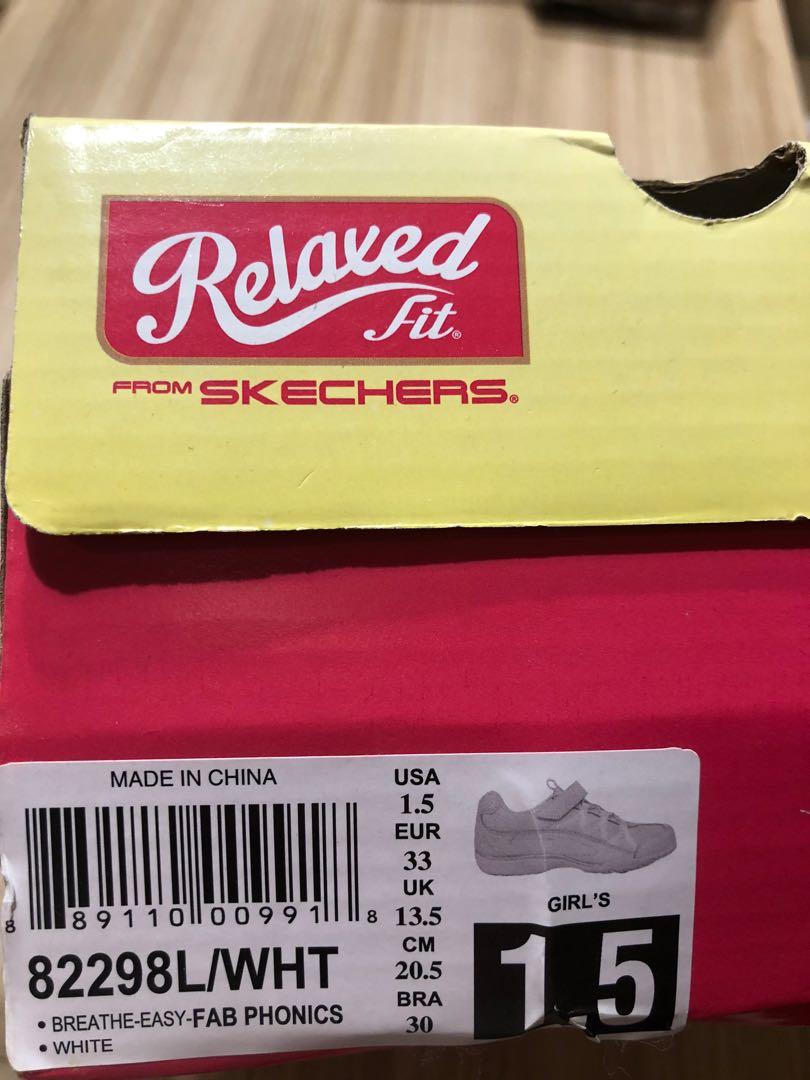 Relaxed
Fit®
FROM SKECHERS®
MADE IN CHINA
8 89110 00991 8
82298L/WHT
• BREATHE-EASY-FAB PHONICS
• WHITE
USA
1.5
EUR
33
UK
13.5
CM
20.5
BRA
30
GIRL'S
1.5